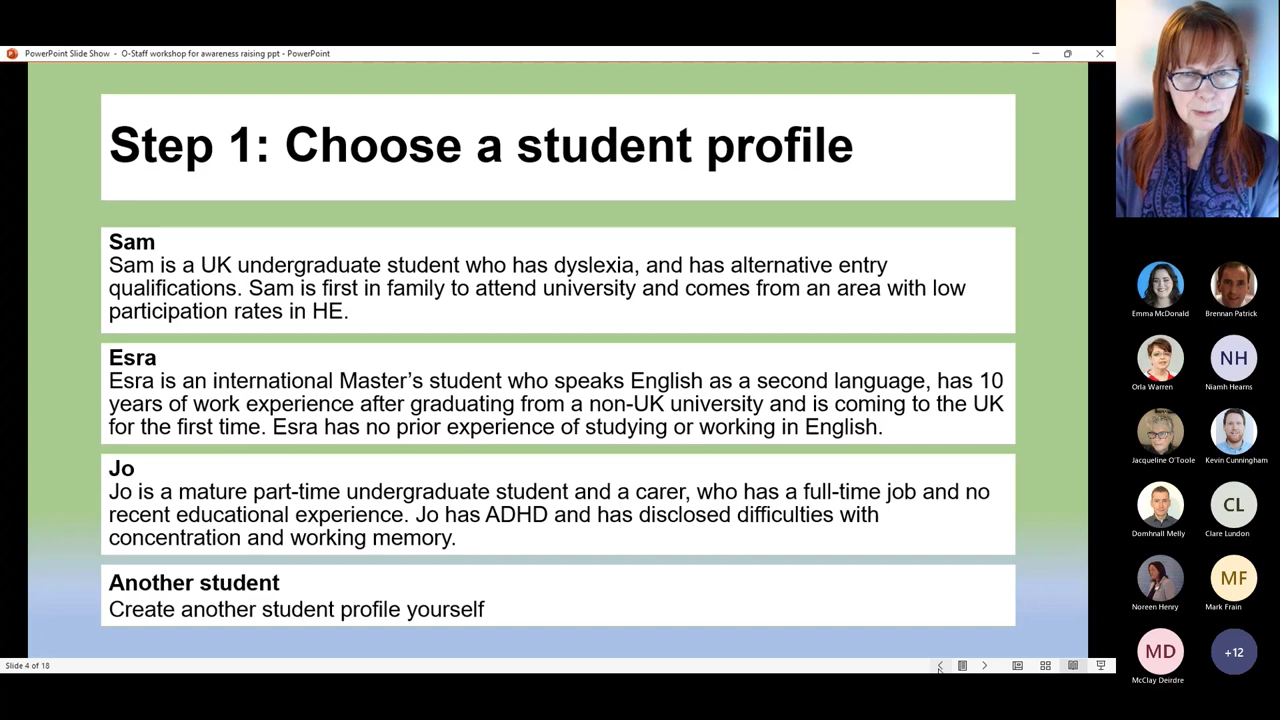 PowerPoint Slide Show - O-Staff workshop for awareness raising ppt - PowerPoint
Step 1: Choose a student profile
Sam
Sam is a UK undergraduate student who has dyslexia, and has alternative entry
qualifications. Sam is first in family to attend university and comes from an area with low
participation rates in HE.
Esra
Esra is an international Master’s student who speaks English as a second language, has 10
years of work experience after graduating from a non-UK university and is coming to the UK
for the first time. Esra has no prior experience of studying or working in English.
Jo
Jo is a mature part-time undergraduate student and a carer, who has a full-time job and no
recent educational experience. Jo has ADHD and has disclosed difficulties with
concentration and working memory.
Another student
Create another student profile yourself
Slide 4 of 18
Emma McDonald
Brennan Patrick
Orla Warren
NH
Niamh Hearns
Jacqueline O'Toole
Kevin Cunningham
Domhnall Melly
CL
Clare Lundon
Noreen Henry
MF
Mark Frain
MD
McClay Deirdre
+12